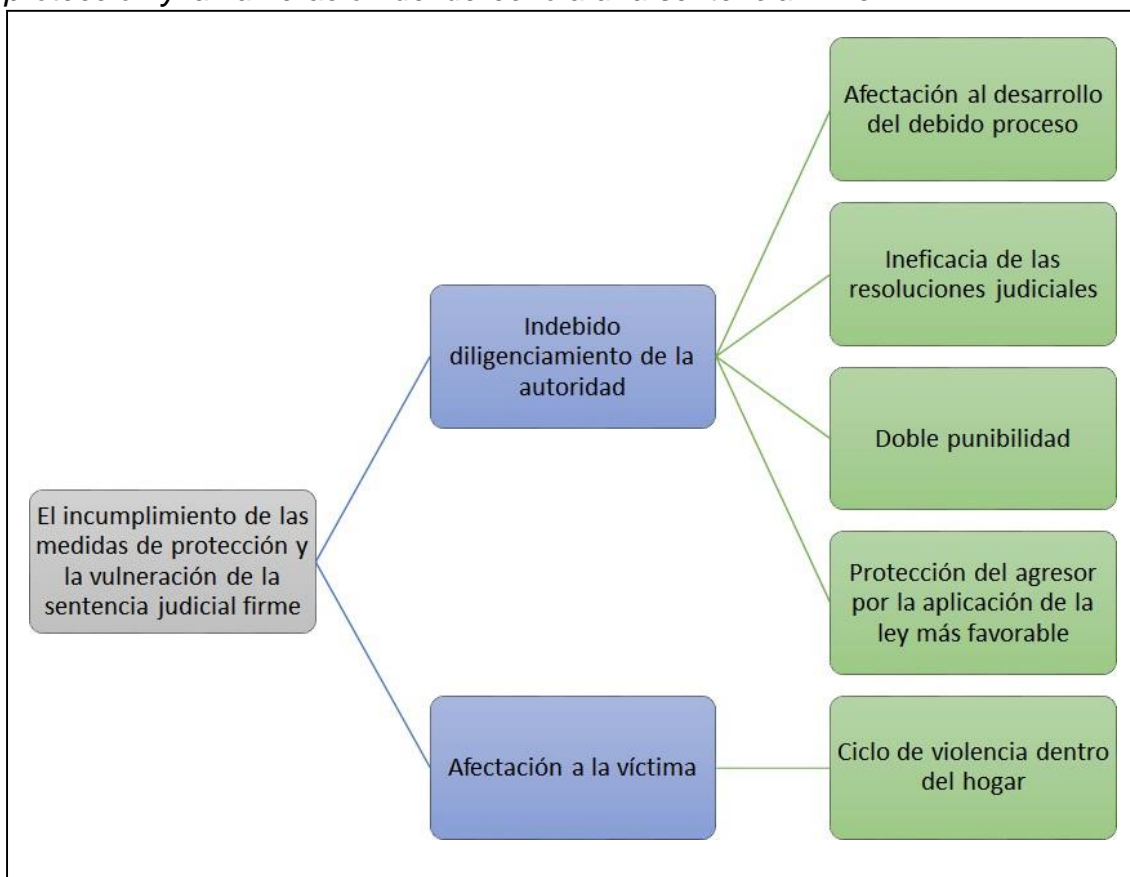 El incumplimiento de las
medidas de protección y
la vulneración de la
sentencia judicial firme
Indebido
diligenciamiento de la
autoridad
Afectación al desarrollo
del debido proceso
Ineficacia de las
resoluciones judiciales
Doble punibilidad
Protección del agresor
por la aplicación de la
ley más favorable
Afectación a la víctima
Ciclo de violencia dentro
del hogar